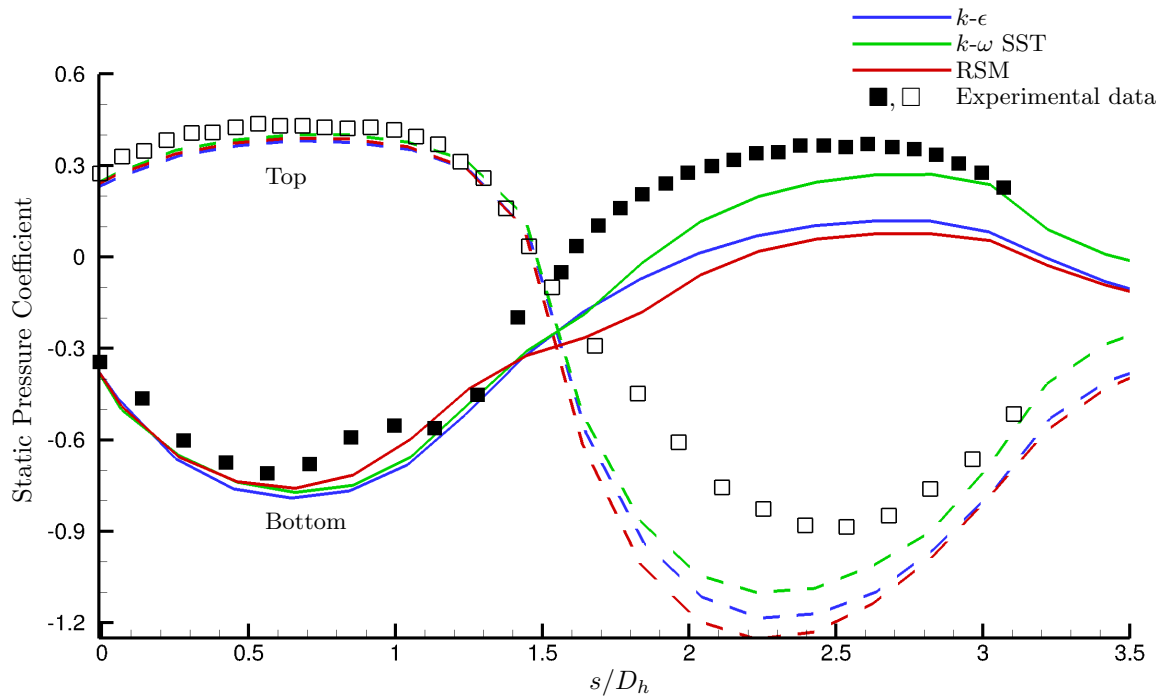 k-ϵ
k-ω SST
RSM
, Experimental data
0.6
0.3
0
-0.3
-0.6
-0.9
-1.2
Static Pressure Coefficient
Top
Bottom
0 0.5 1 1.5 2 2.5 3 3.5
s/D_h